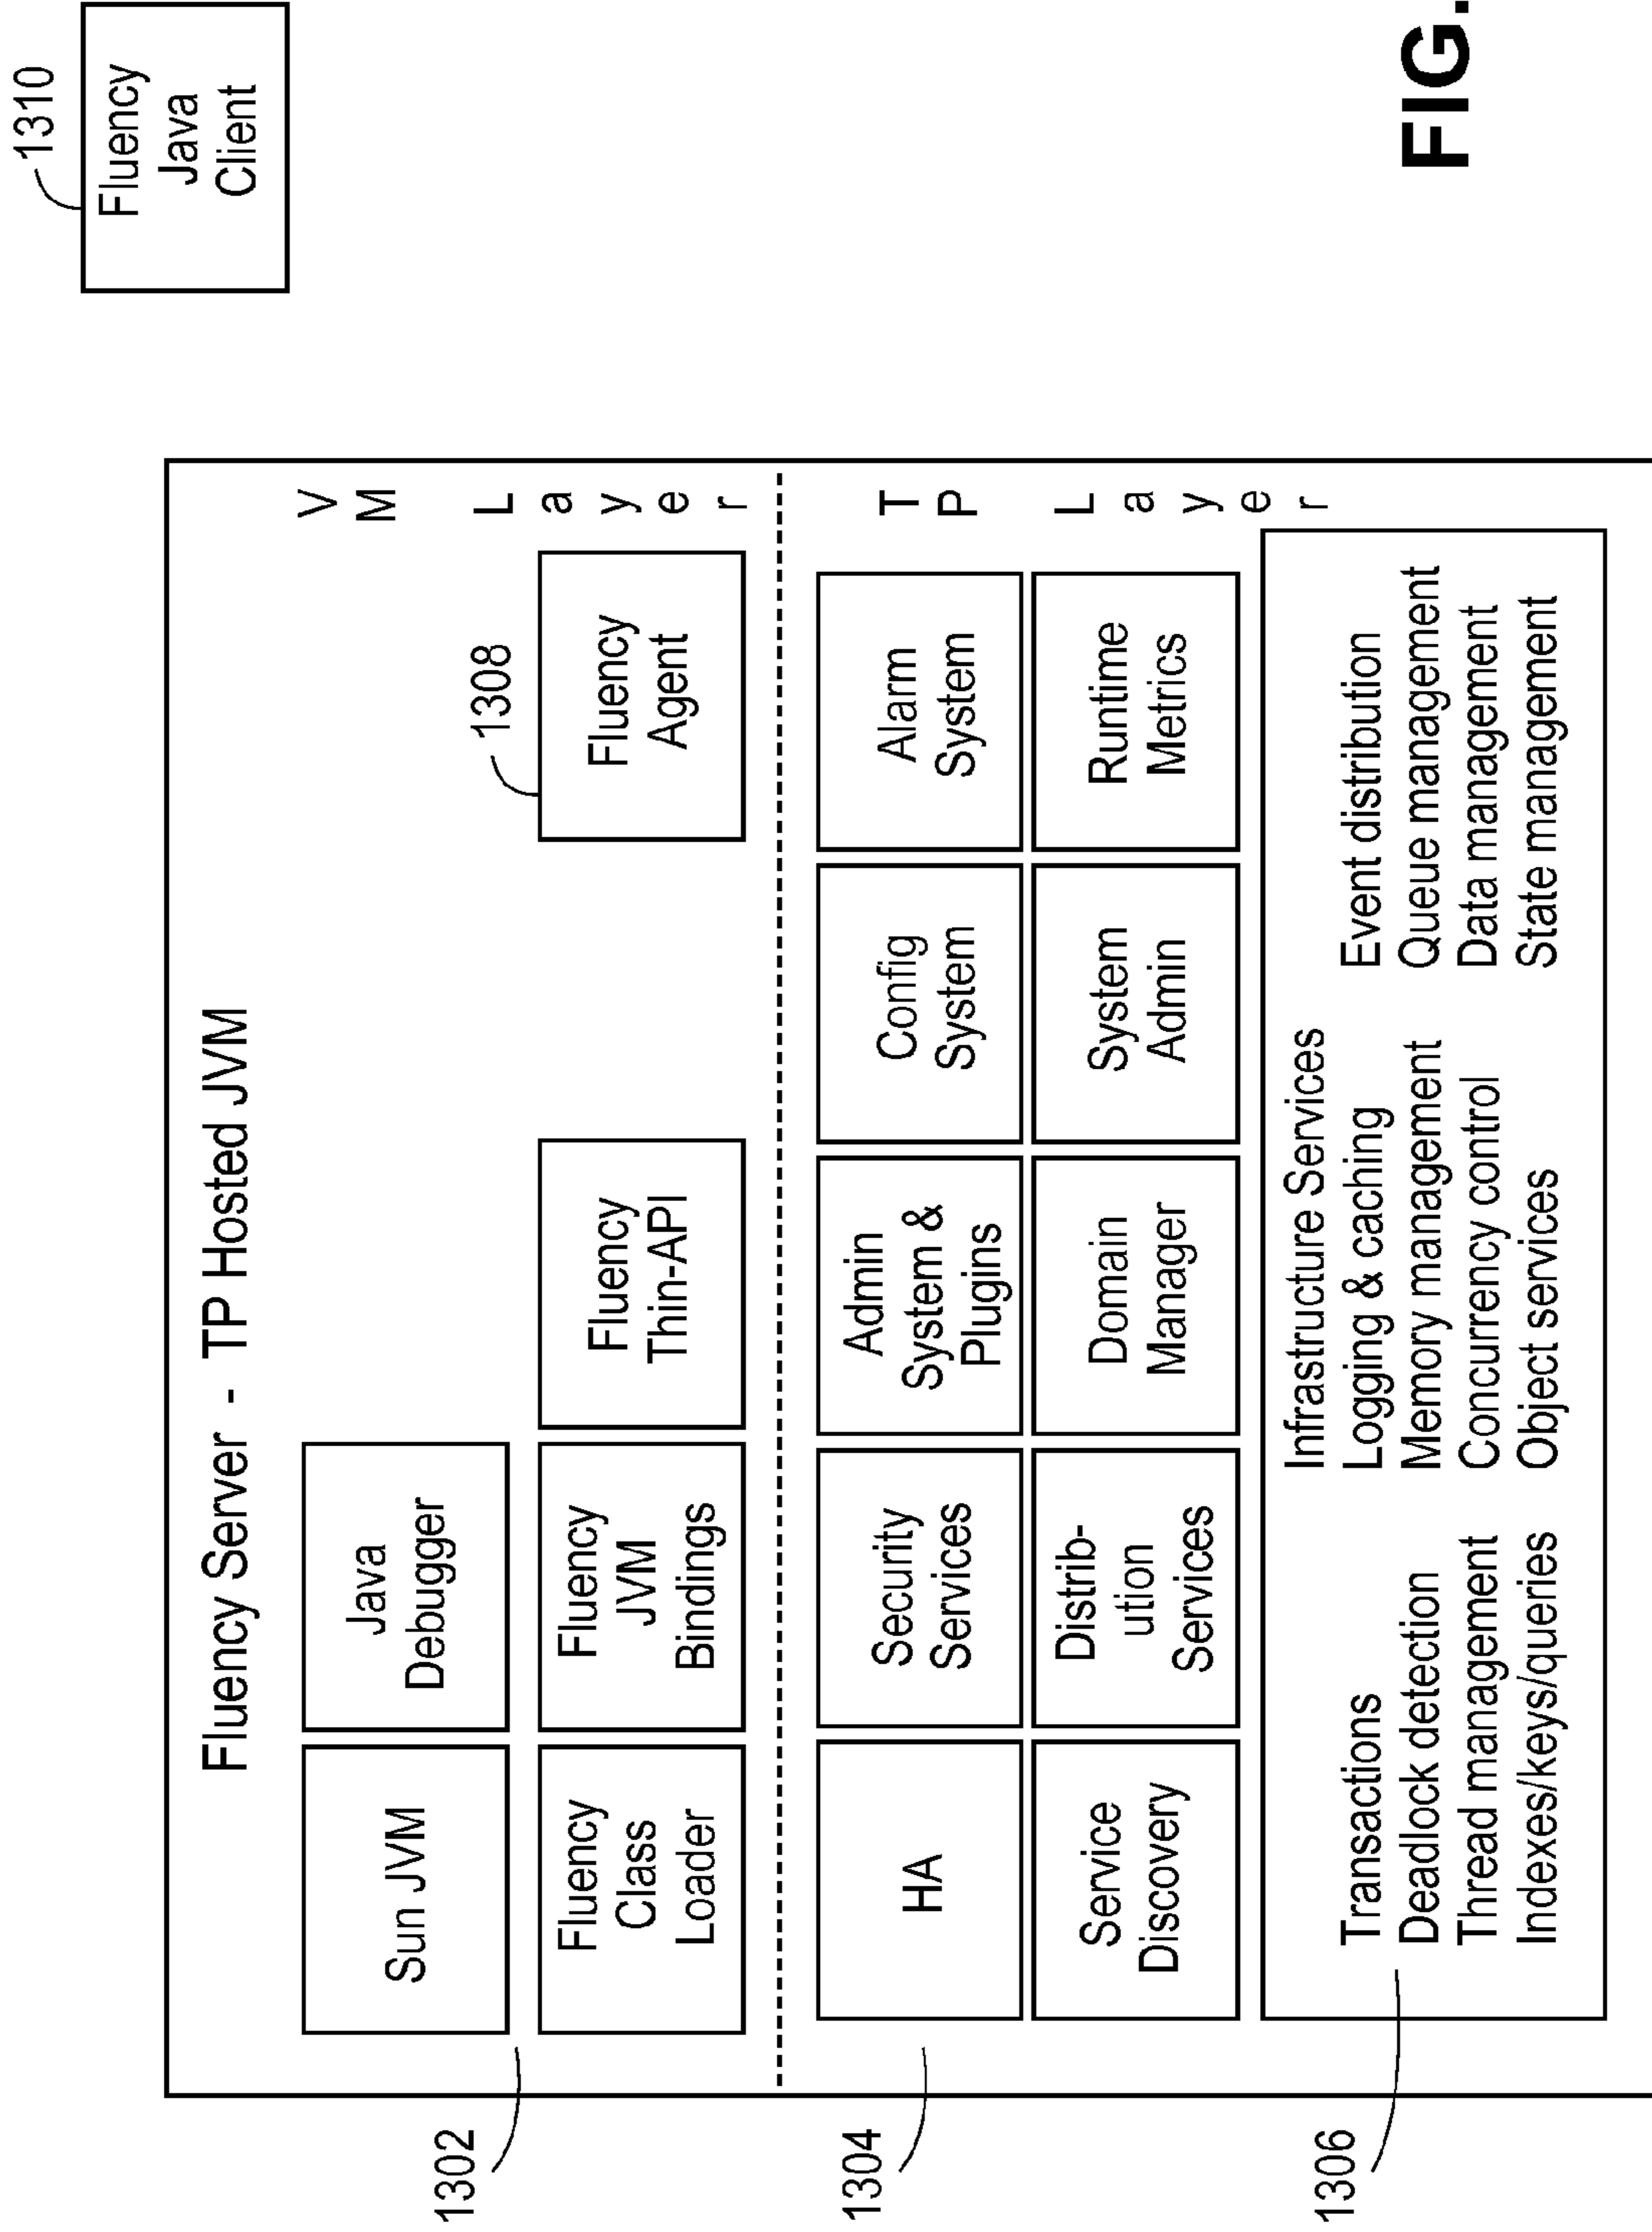 1310
Fluency
Java
Client
Fluency Server - TP Hosted JVM
VM Layer
1302
Sun JVM
Java
Debugger
Fluency
Class
Loader
Fluency
JVM
Bindings
Fluency
Thin-API
1308
Fluency
Agent
TP Layer
1304
HA
Security
Services
Admin
System &
Plugins
Config
System
Alarm
System
Service
Discovery
Distrib-
ution
Services
Domain
Manager
System
Admin
Runtime
Metrics
1306
Infrastructure Services
Transactions
Deadlock detection
Thread management
Indexes/keys/queries
Logging & caching
Memory management
Concurrency control
Object services
Event distribution
Queue management
Data management
State management
FIG.